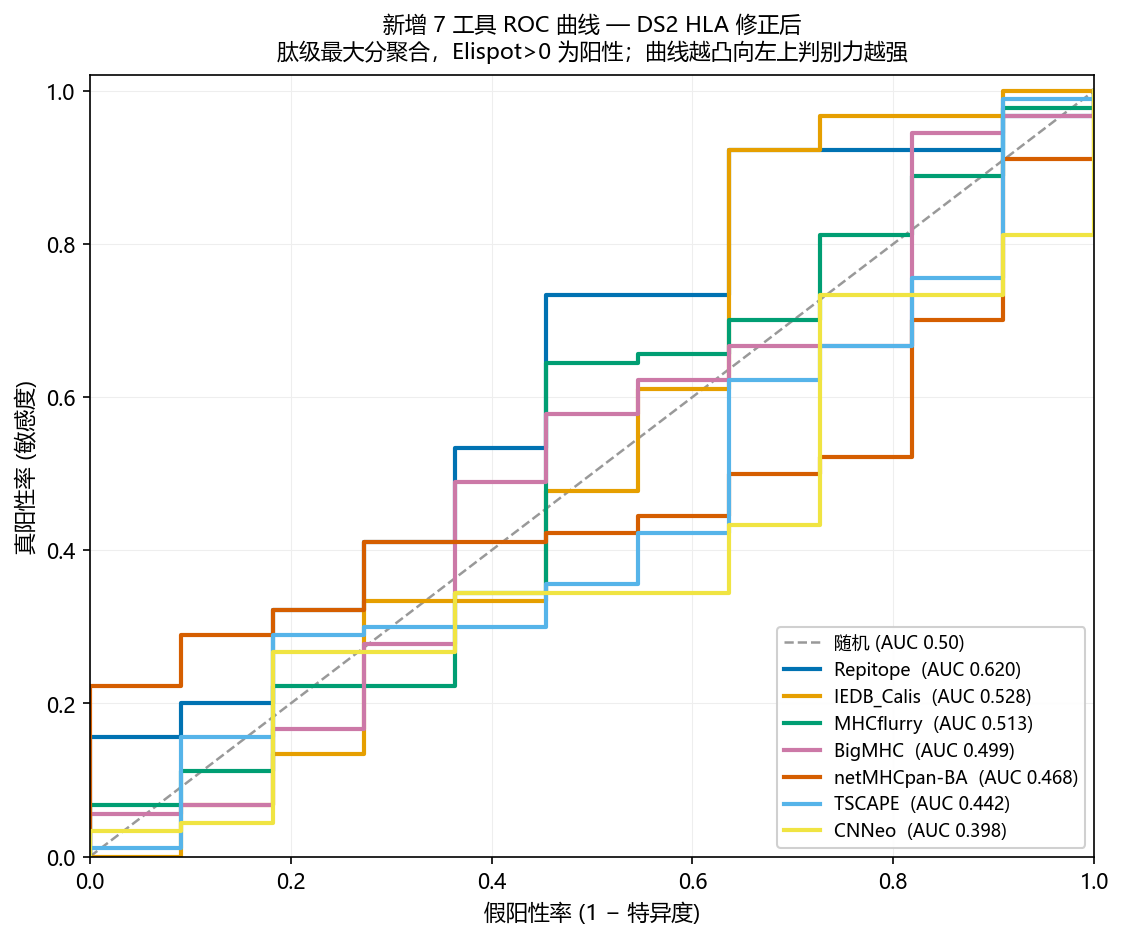 新增 7 工具 ROC 曲线 — DS2 HLA 修正后
肽级最大分聚合，Elispot>0 为阳性；曲线越凸向左上判别力越强
1.0
0.8
0.6
0.4
0.2
0.0
真阳性率 (敏感度)
0.0 0.2 0.4 0.6 0.8 1.0
假阳性率 (1 − 特异度)
随机 (AUC 0.50)
Repitope (AUC 0.620)
IEDB_Calis (AUC 0.528)
MHCflurry (AUC 0.513)
BigMHC (AUC 0.499)
netMHCpan-BA (AUC 0.468)
TSCAPE (AUC 0.442)
CNNeo (AUC 0.398)